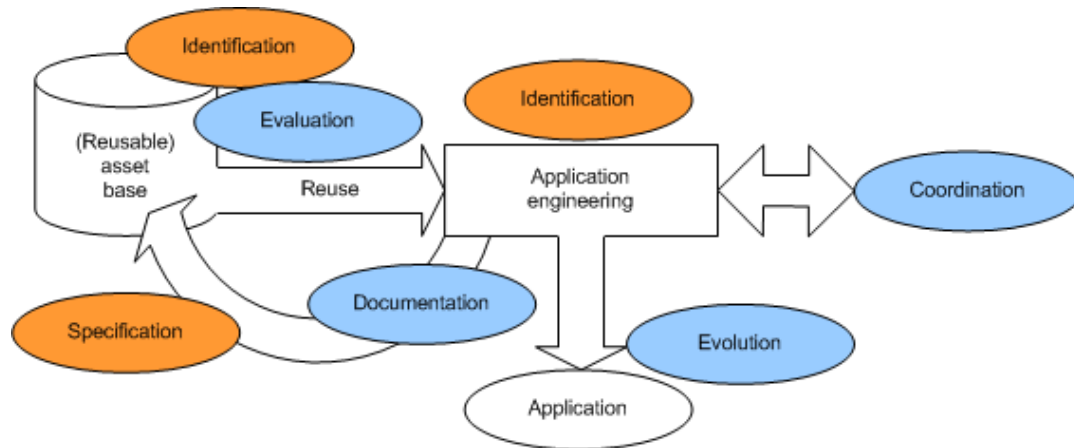 Identification
Evaluation
Identification
(Reusable)
asset
base
Reuse
Application
engineering
Coordination
Documentation
Specification
Evolution
Application